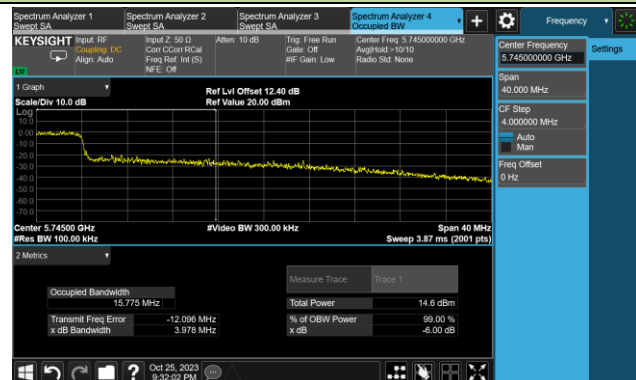 Spectrum Analyzer 1
Swept SA
Spectrum Analyzer 2
Swept SA
Spectrum Analyzer 3
Swept SA
Spectrum Analyzer 4
Occupied BW
Frequency
KEYSIGHT
Input: RF
Coupling: DC
Align: Auto
Input Z: 50 Ω
Corr CCorr RCal
Freq Ref: Int (S)
NFE: Off
Atten: 10 dB
Trig: Free Run
Gate: Off
#IF Gain: Low
Center Freq: 5.745000000 GHz
Avg|Hold:>10/10
Radio Std: None
Center Frequency
5.745000000 GHz
Settings
Span
40.000 MHz
CF Step
4.000000 MHz
Auto
Man
Freq Offset
0 Hz
1 Graph
Scale/Div 10.0 dB
Ref Lvl Offset 12.40 dB
Ref Value 20.00 dBm
Log
10.0
0.00
-10.0
-20.0
-30.0
-40.0
-50.0
-60.0
-70.0
Center 5.74500 GHz
#Res BW 100.00 kHz
#Video BW 300.00 kHz
Span 40 MHz
Sweep 3.87 ms (2001 pts)
2 Metrics
Measure Trace
Trace 1
Occupied Bandwidth
15.775 MHz
Total Power
14.6 dBm
Transmit Freq Error
-12.096 MHz
% of OBW Power
99.00 %
x dB Bandwidth
3.978 MHz
x dB
-6.00 dB
Oct 25, 2023
9:32:02 PM